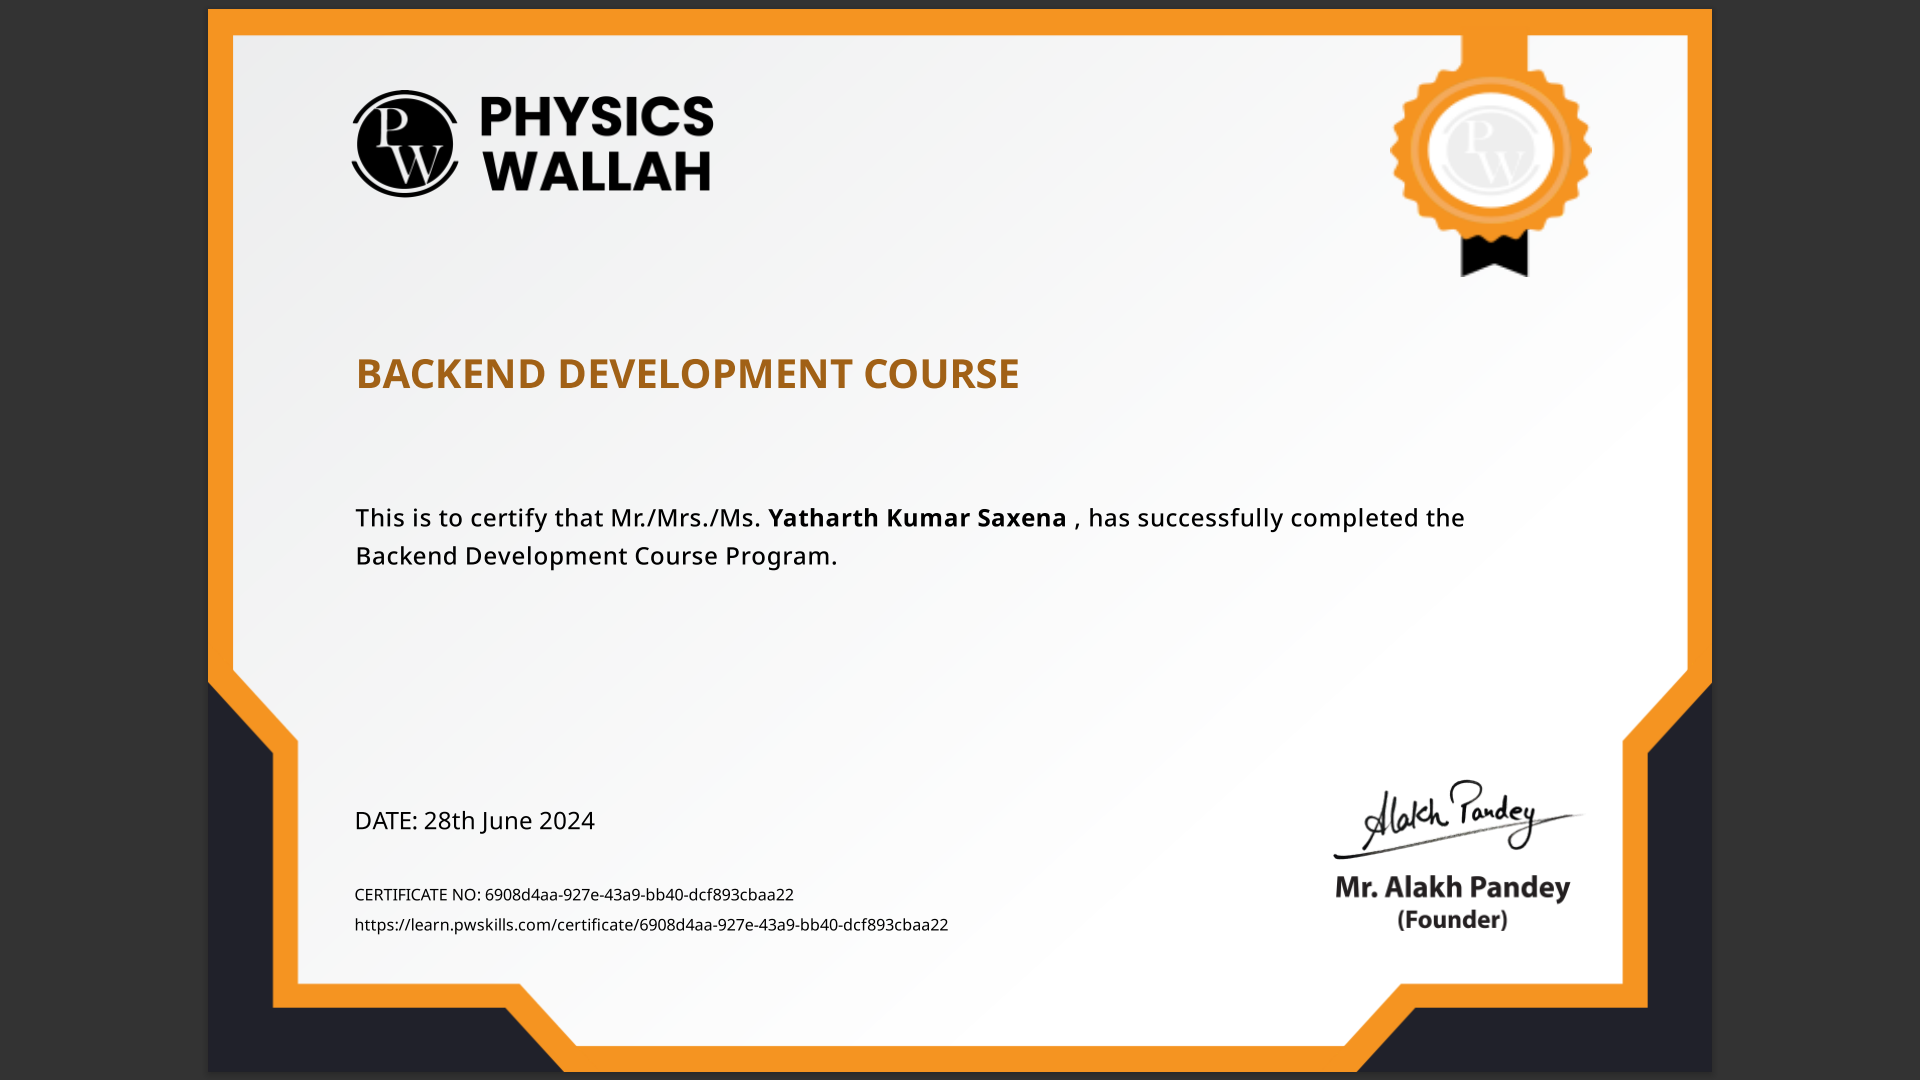 PW PHYSICS
WALLAH
PW
BACKEND DEVELOPMENT COURSE
This is to certify that Mr./Mrs./Ms. Yatharth Kumar Saxena , has successfully completed the
Backend Development Course Program.
DATE: 28th June 2024
Alakh Pandey
CERTIFICATE NO: 6908d4aa-927e-43a9-bb40-dcf893cbaa22
https://learn.pwskills.com/certificate/6908d4aa-927e-43a9-bb40-dcf893cbaa22
Mr. Alakh Pandey
(Founder)